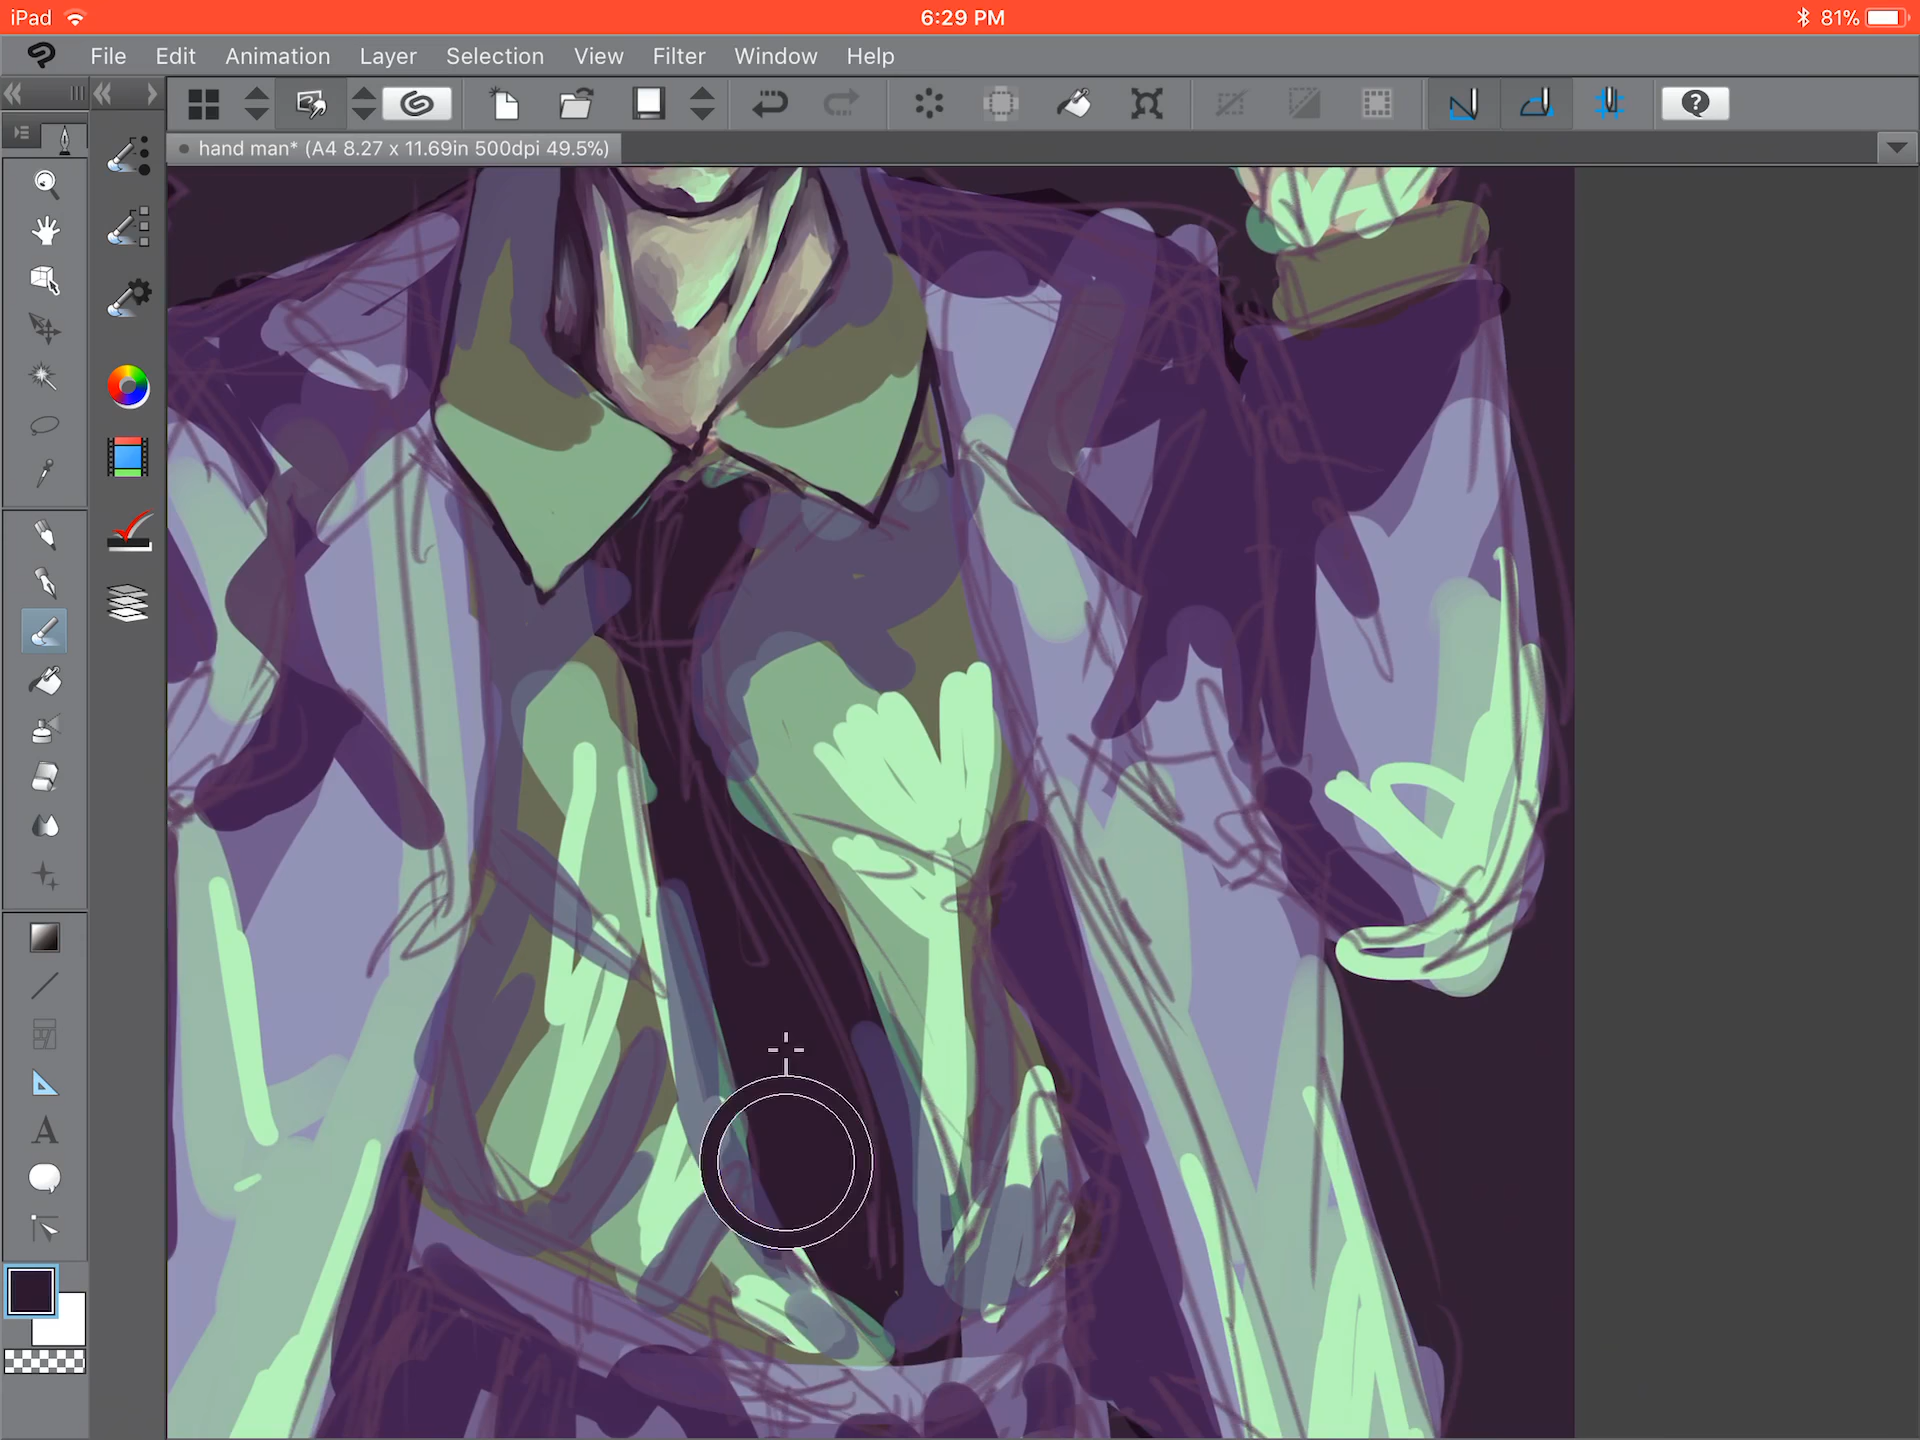 iPad 6:29 PM 81%
File Edit Animation Layer Selection View Filter Window Help
hand man* (A4 8.27 x 11.69in 500dpi 49.5%)
A